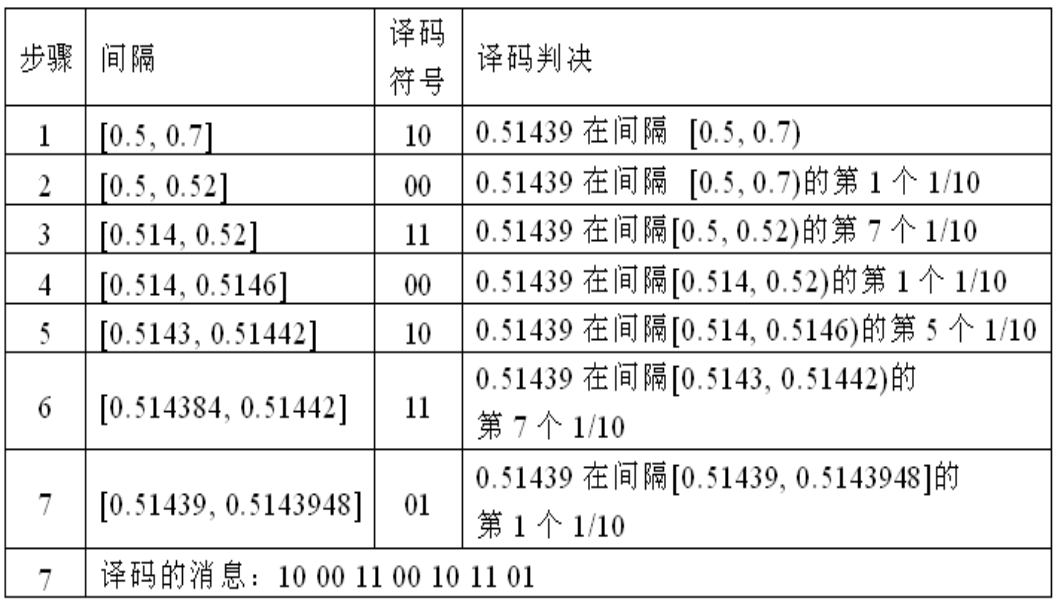 步骤 间隔 译码符号 译码判决
1 [0.5, 0.7] 10 0.51439 在间隔 [0.5, 0.7)
2 [0.5, 0.52] 00 0.51439 在间隔 [0.5, 0.7)的第 1 个 1/10
3 [0.514, 0.52] 11 0.51439 在间隔[0.5, 0.52)的第 7 个 1/10
4 [0.514, 0.5146] 00 0.51439 在间隔[0.514, 0.52)的第 1 个 1/10
5 [0.5143, 0.51442] 10 0.51439 在间隔[0.514, 0.5146)的第 5 个 1/10
6 [0.514384, 0.51442] 11 0.51439 在间隔[0.5143, 0.51442)的
第 7 个 1/10
7 [0.51439, 0.5143948] 01 0.51439 在间隔[0.51439, 0.5143948]的
第 1 个 1/10
7 译码的消息：10 00 11 00 10 11 01